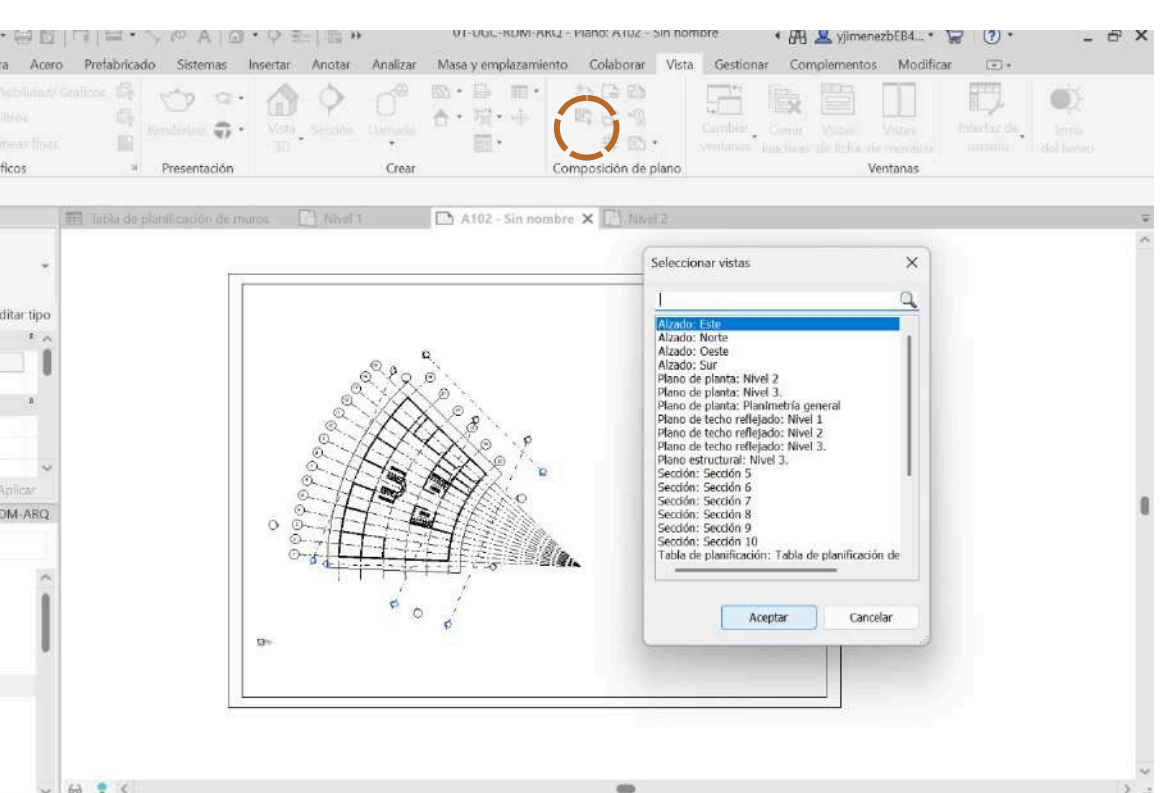 01-UGC-RDM-ARQ - Plano: A102 - Sin nombre
yjimenezbEB4...
ra Acero Prefabricado Sistemas Insertar Anotar Analizar Masa y emplazamiento Colaborar Vista Gestionar Complementos Modificar
Visibilidad/ Gráficos
filtros
líneas finas
Renderizar
Vista 3D
Sección
Llamada
Cambiar ventanas
Cerrar inactivas
Vistas de ficha
Vistas de mosaico
Interfaz de usuario
Tema del lienzo
ficos Presentación Crear Composición de plano Ventanas
Tabla de planificación de muros Nivel 1 A102 - Sin nombre Nivel 2
ditar tipo
Aplicar
DM-ARQ
Seleccionar vistas
Alzado: Este
Alzado: Norte
Alzado: Oeste
Alzado: Sur
Plano de planta: Nivel 2
Plano de planta: Nivel 3.
Plano de planta: Planimetría general
Plano de techo reflejado: Nivel 1
Plano de techo reflejado: Nivel 2
Plano de techo reflejado: Nivel 3.
Plano estructural: Nivel 3.
Sección: Sección 5
Sección: Sección 6
Sección: Sección 7
Sección: Sección 8
Sección: Sección 9
Sección: Sección 10
Tabla de planificación: Tabla de planificación de
Aceptar Cancelar